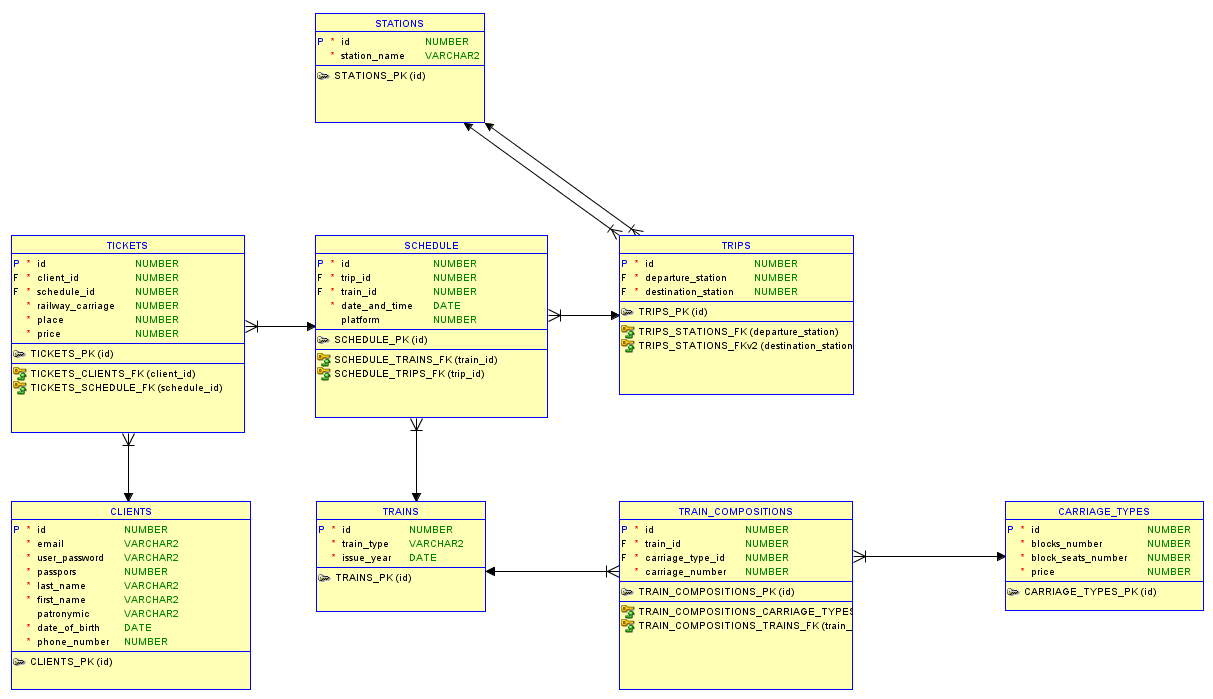 STATIONS
P * id NUMBER
* station_name VARCHAR2
STATIONS_PK (id)
TICKETS
P * id NUMBER
F * client_id NUMBER
F * schedule_id NUMBER
* railway_carriage NUMBER
* place NUMBER
* price NUMBER
TICKETS_PK (id)
TICKETS_CLIENTS_FK (client_id)
TICKETS_SCHEDULE_FK (schedule_id)
SCHEDULE
P * id NUMBER
F * trip_id NUMBER
F * train_id NUMBER
* date_and_time DATE
platform NUMBER
SCHEDULE_PK (id)
SCHEDULE_TRAINS_FK (train_id)
SCHEDULE_TRIPS_FK (trip_id)
TRIPS
P * id NUMBER
F * departure_station NUMBER
F * destination_station NUMBER
TRIPS_PK (id)
TRIPS_STATIONS_FK (departure_station)
TRIPS_STATIONS_FKv2 (destination_station
CLIENTS
P * id NUMBER
* email VARCHAR2
* user_password VARCHAR2
* passpors NUMBER
* last_name VARCHAR2
* first_name VARCHAR2
patronymic VARCHAR2
* date_of_birth DATE
* phone_number NUMBER
CLIENTS_PK (id)
TRAINS
P * id NUMBER
* train_type VARCHAR2
* issue_year DATE
TRAINS_PK (id)
TRAIN_COMPOSITIONS
P * id NUMBER
F * train_id NUMBER
F * carriage_type_id NUMBER
* carriage_number NUMBER
TRAIN_COMPOSITIONS_PK (id)
TRAIN_COMPOSITIONS_CARRIAGE_TYPES
TRAIN_COMPOSITIONS_TRAINS_FK (train_
CARRIAGE_TYPES
P * id NUMBER
* blocks_number NUMBER
* block_seats_number NUMBER
* price NUMBER
CARRIAGE_TYPES_PK (id)